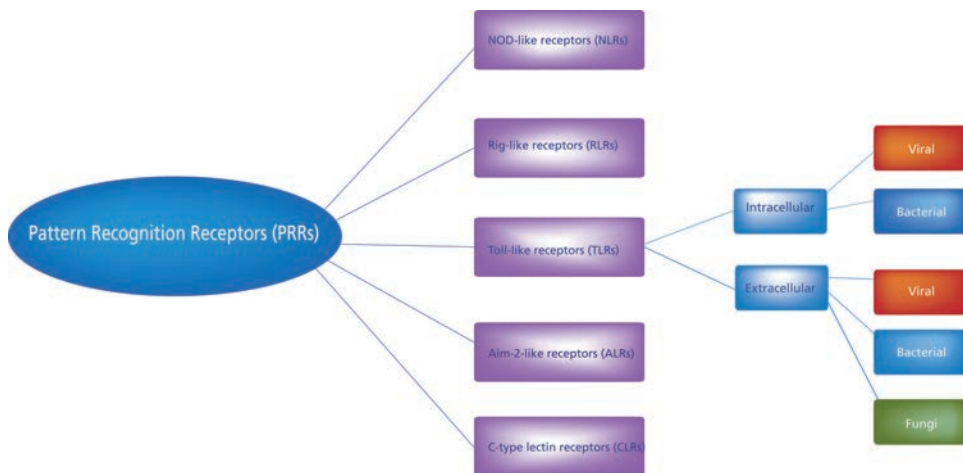 NOD-like receptors (NLRs)
Rig-like receptors (RLRs)
Viral
Intracellular
Bacterial
Pattern Recognition Receptors (PRRs)
Toll-like receptors (TLRs)
Extracellular
Viral
Bacterial
Aim-2-like receptors (ALRs)
Fungi
C-type lectin receptors (CLRs)